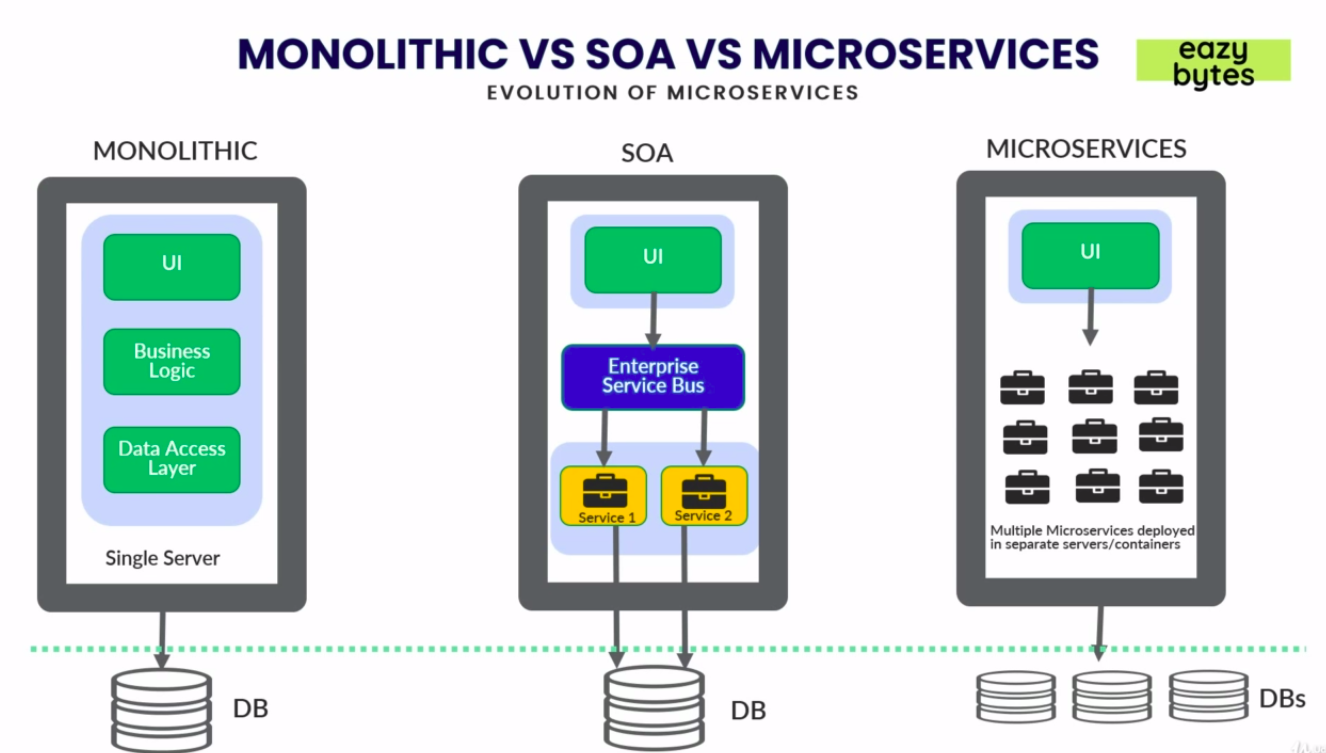 MONOLITHIC VS SOA VS MICROSERVICES
eazy
bytes
EVOLUTION OF MICROSERVICES
MONOLITHIC
UI
Business
Logic
Data Access
Layer
Single Server
DB
SOA
UI
Enterprise
Service Bus
Service 1
Service 2
DB
MICROSERVICES
UI
Multiple Microservices deployed
in separate servers/containers
DBs